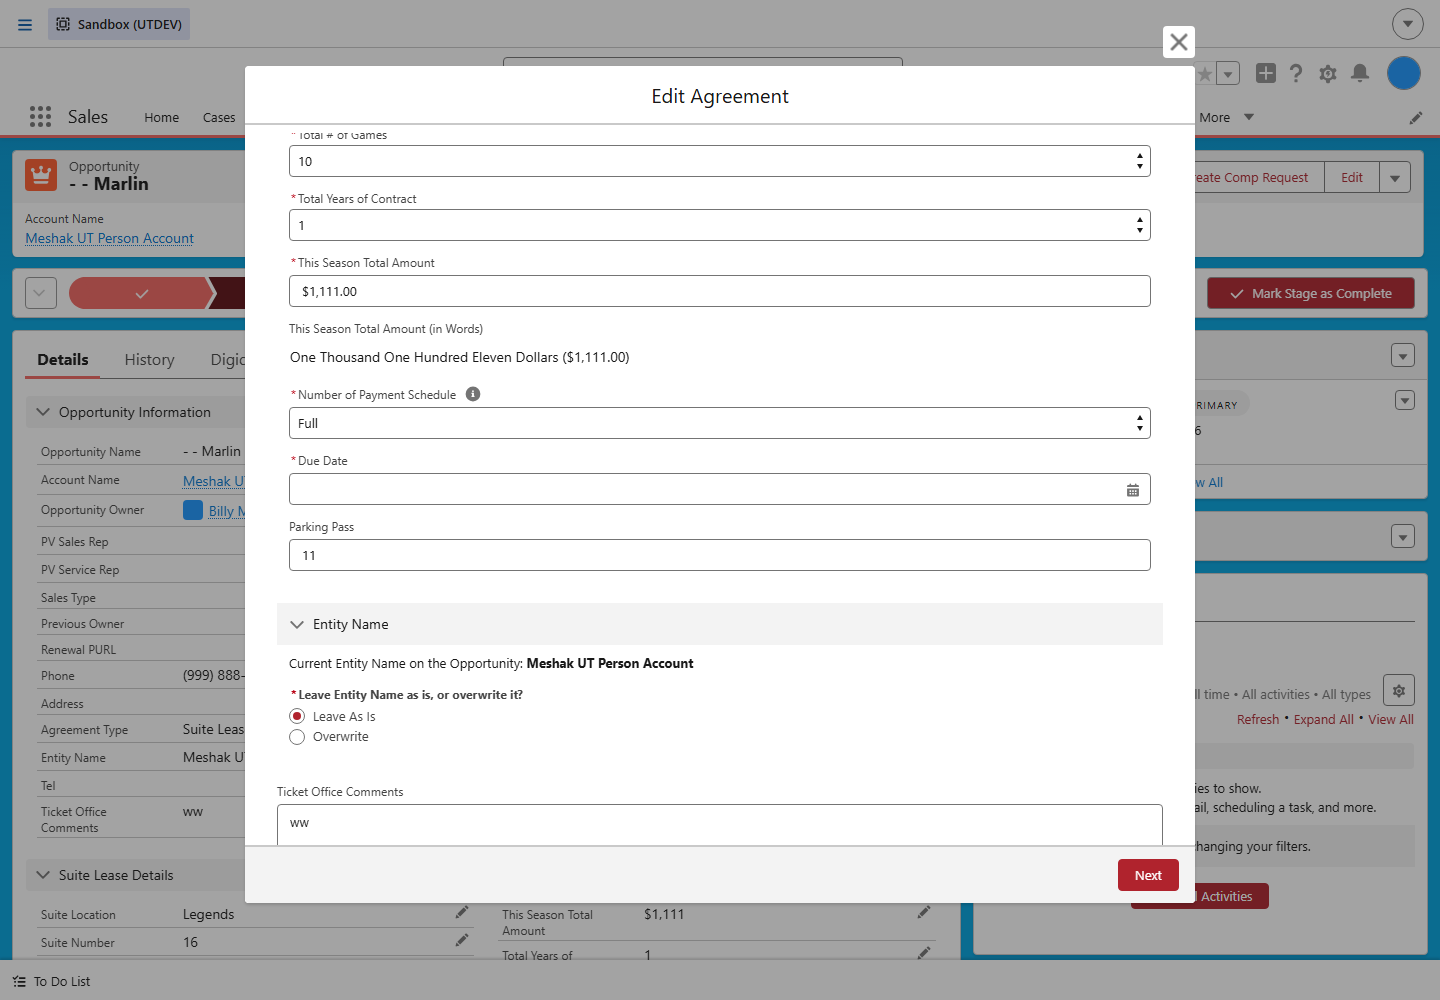 Sandbox (UTDEV)
Sales
Home
Cases
More
Opportunity
- - Marlin
Account Name
Meshak UT Person Account
Comp Request
Edit
Mark Stage as Complete
Details
History
Opportunity Information
Opportunity Name
- - Marlin
Account Name
Meshak
Opportunity Owner
Billy
PV Sales Rep
PV Service Rep
Sales Type
Previous Owner
Renewal PURL
Phone
(999) 888-
Address
Agreement Type
Suite
Entity Name
Meshak
Tel
Ticket Office
Comments
ww
Suite Lease Details
Suite Location
Legends
Suite Number
16
This Season Total
Amount
$1,111
Total Years of
1
Edit Agreement
*Total # of Games
10
*Total Years of Contract
1
*This Season Total Amount
$1,111.00
This Season Total Amount (in Words)
One Thousand One Hundred Eleven Dollars ($1,111.00)
*Number of Payment Schedule
Full
*Due Date
Parking Pass
11
Entity Name
Current Entity Name on the Opportunity: Meshak UT Person Account
*Leave Entity Name as is, or overwrite it?
Leave As Is
Overwrite
Ticket Office Comments
ww
Next
6
All
time • All activities • All types
Refresh • Expand All • View All
to show.
scheduling a task, and more.
your filters.
Activities
To Do List